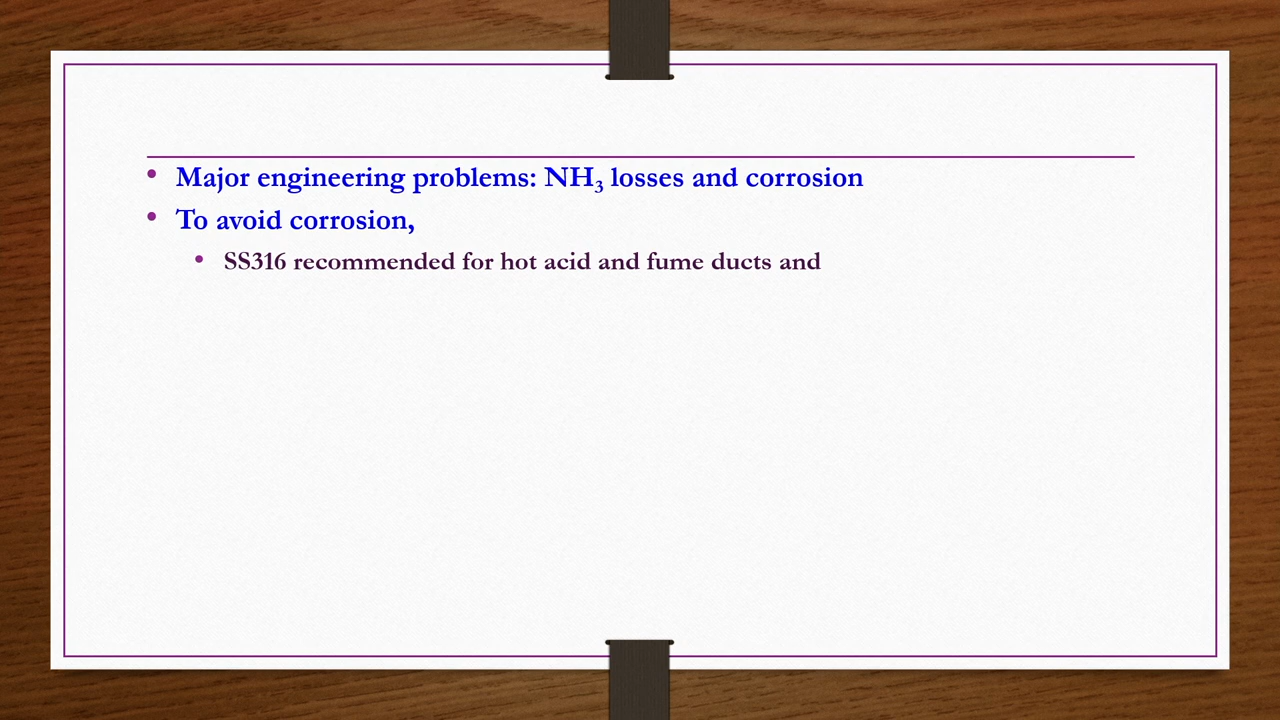 • Major engineering problems: NH₃ losses and corrosion
• To avoid corrosion,
• SS316 recommended for hot acid and fume ducts and